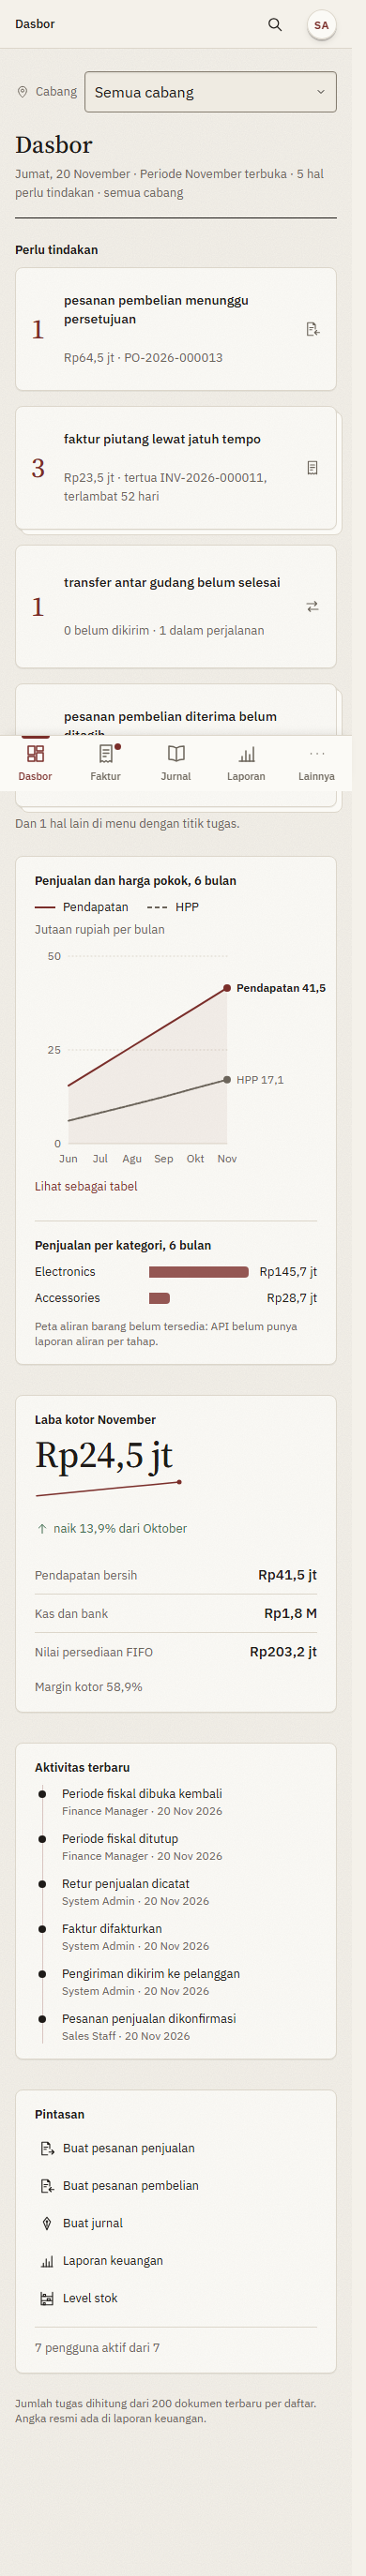 Dasbor
SA
Cabang
Semua cabang
Dasbor
Jumat, 20 November · Periode November terbuka · 5 hal
perlu tindakan · semua cabang
Perlu tindakan
1
pesanan pembelian menunggu
persetujuan
Rp64,5 jt · PO-2026-000013
3
faktur piutang lewat jatuh tempo
Rp23,5 jt · tertua INV-2026-000011,
terlambat 52 hari
1
transfer antar gudang belum selesai
0 belum dikirim · 1 dalam perjalanan
pesanan pembelian diterima belum
Dasbor
Faktur
Jurnal
Laporan
Lainnya
Dan 1 hal lain di menu dengan titik tugas.
Penjualan dan harga pokok, 6 bulan
Pendapatan
HPP
Jutaan rupiah per bulan
50
Pendapatan 41,5
25
HPP 17,1
0
Jun Jul Agu Sep Okt Nov
Lihat sebagai tabel
Penjualan per kategori, 6 bulan
Electronics Rp145,7 jt
Accessories Rp28,7 jt
Peta aliran barang belum tersedia: API belum punya
laporan aliran per tahap.
Laba kotor November
Rp24,5 jt
naik 13,9% dari Oktober
Pendapatan bersih Rp41,5 jt
Kas dan bank Rp1,8 M
Nilai persediaan FIFO Rp203,2 jt
Margin kotor 58,9%
Aktivitas terbaru
Periode fiskal dibuka kembali
Finance Manager · 20 Nov 2026
Periode fiskal ditutup
Finance Manager · 20 Nov 2026
Retur penjualan dicatat
System Admin · 20 Nov 2026
Faktur difakturkan
System Admin · 20 Nov 2026
Pengiriman dikirim ke pelanggan
System Admin · 20 Nov 2026
Pesanan penjualan dikonfirmasi
Sales Staff · 20 Nov 2026
Pintasan
Buat pesanan penjualan
Buat pesanan pembelian
Buat jurnal
Laporan keuangan
Level stok
7 pengguna aktif dari 7
Jumlah tugas dihitung dari 200 dokumen terbaru per daftar.
Angka resmi ada di laporan keuangan.